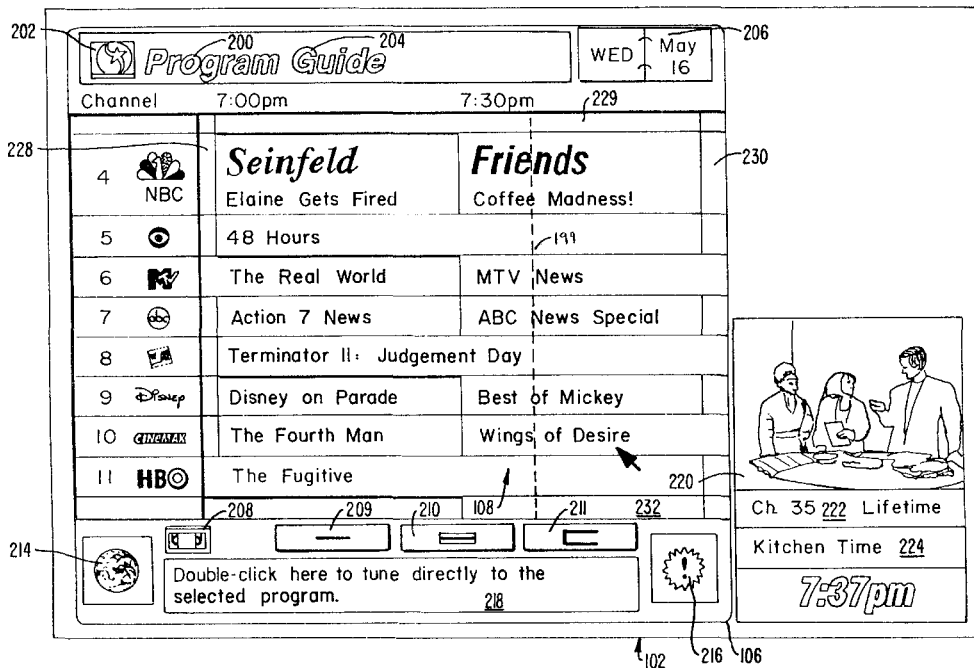 202
200
204
206
Program Guide
WED May 16
Channel 7:00pm 7:30pm
229
228
230
4 NBC
Seinfeld
Elaine Gets Fired
Friends
Coffee Madness!
5 48 Hours
199
6 MTV The Real World MTV News
7 abc Action 7 News ABC News Special
8 Terminator II: Judgement Day
9 Disney Disney on Parade Best of Mickey
10 CINEMAX The Fourth Man Wings of Desire
11 HBO The Fugitive
220
208 209 210 108 211 232
Ch. 35 222 Lifetime
Kitchen Time 224
7:37pm
214
Double-click here to tune directly to the
selected program. 218
!
102
216
106